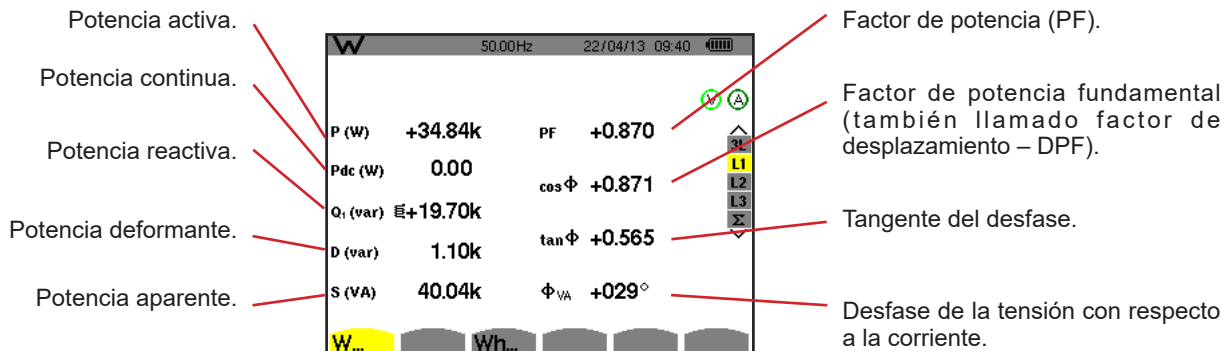 Potencia activa.
Potencia continua.
Potencia reactiva.
Potencia deformante.
Potencia aparente.
W 50.00Hz 22/04/13 09:40
V A
P (W) +34.84k PF +0.870
Pdc (W) 0.00
cos Φ +0.871
Q₁ (var) +19.70k
tan Φ +0.565
D (var) 1.10k
S (VA) 40.04k Φ VA +029°
3L
L1
L2
L3
Σ
W... Wh...
Factor de potencia (PF).
Factor de potencia fundamental
(también llamado factor de
desplazamiento – DPF).
Tangente del desfase.
Desfase de la tensión con respecto
a la corriente.